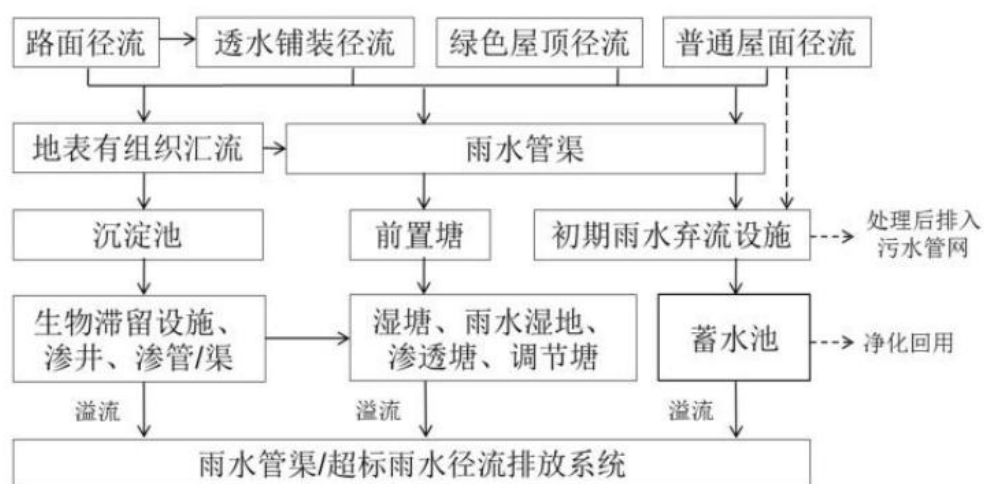 路面径流
透水铺装径流
绿色屋顶径流
普通屋面径流
地表有组织汇流
雨水管渠
沉淀池
前置塘
初期雨水弃流设施
处理后排入
污水管网
生物滞留设施、
渗井、渗管/渠
湿塘、雨水湿地、
渗透塘、调节塘
蓄水池
净化回用
溢流
溢流
溢流
雨水管渠/超标雨水径流排放系统